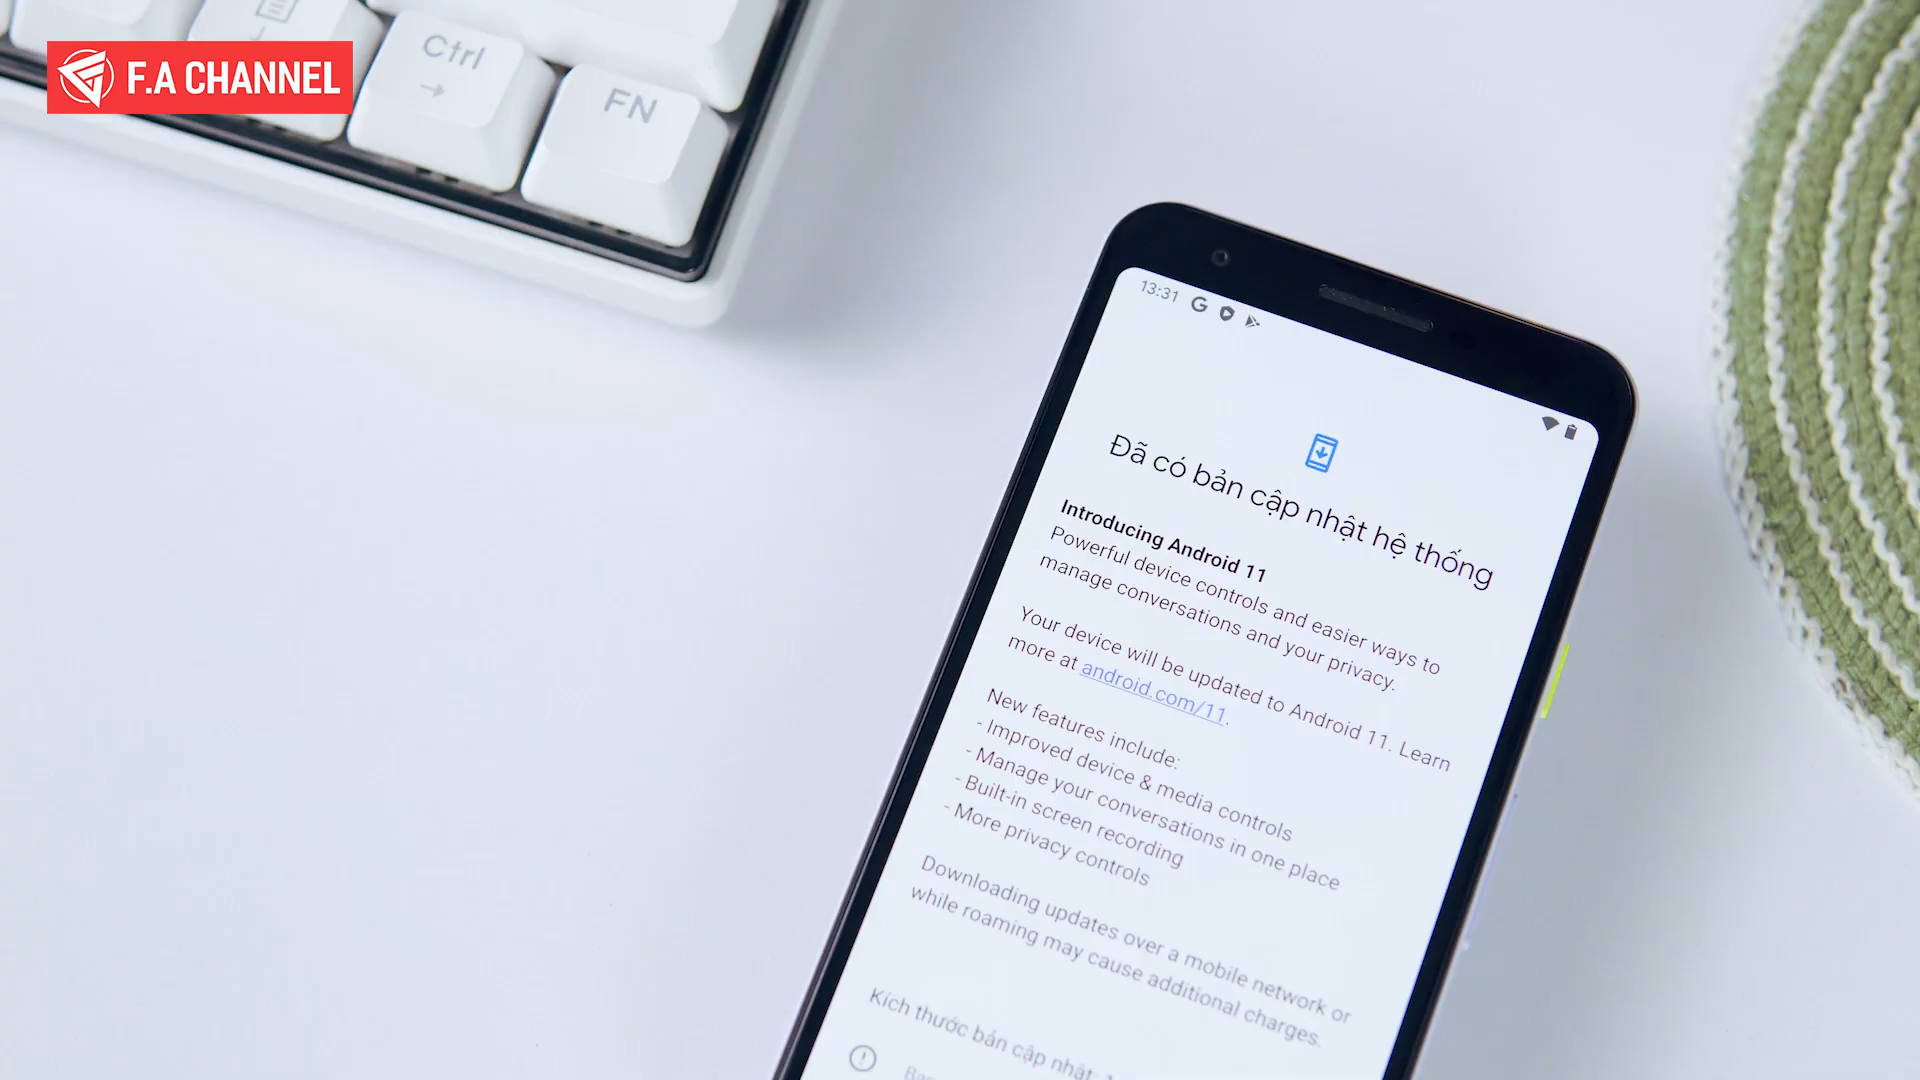 F.A CHANNEL
Ctrl
→
FN
13:31
Đã có bản cập nhật hệ thống
Introducing Android 11
Powerful device controls and easier ways to
manage conversations and your privacy.
Your device will be updated to Android 11. Learn
more at android.com/11.
New features include:
- Improved device & media controls
- Manage your conversations in one place
- Built-in screen recording
- More privacy controls
Downloading updates over a mobile network or
while roaming may cause additional charges.
Kích thước bản cập nhật: